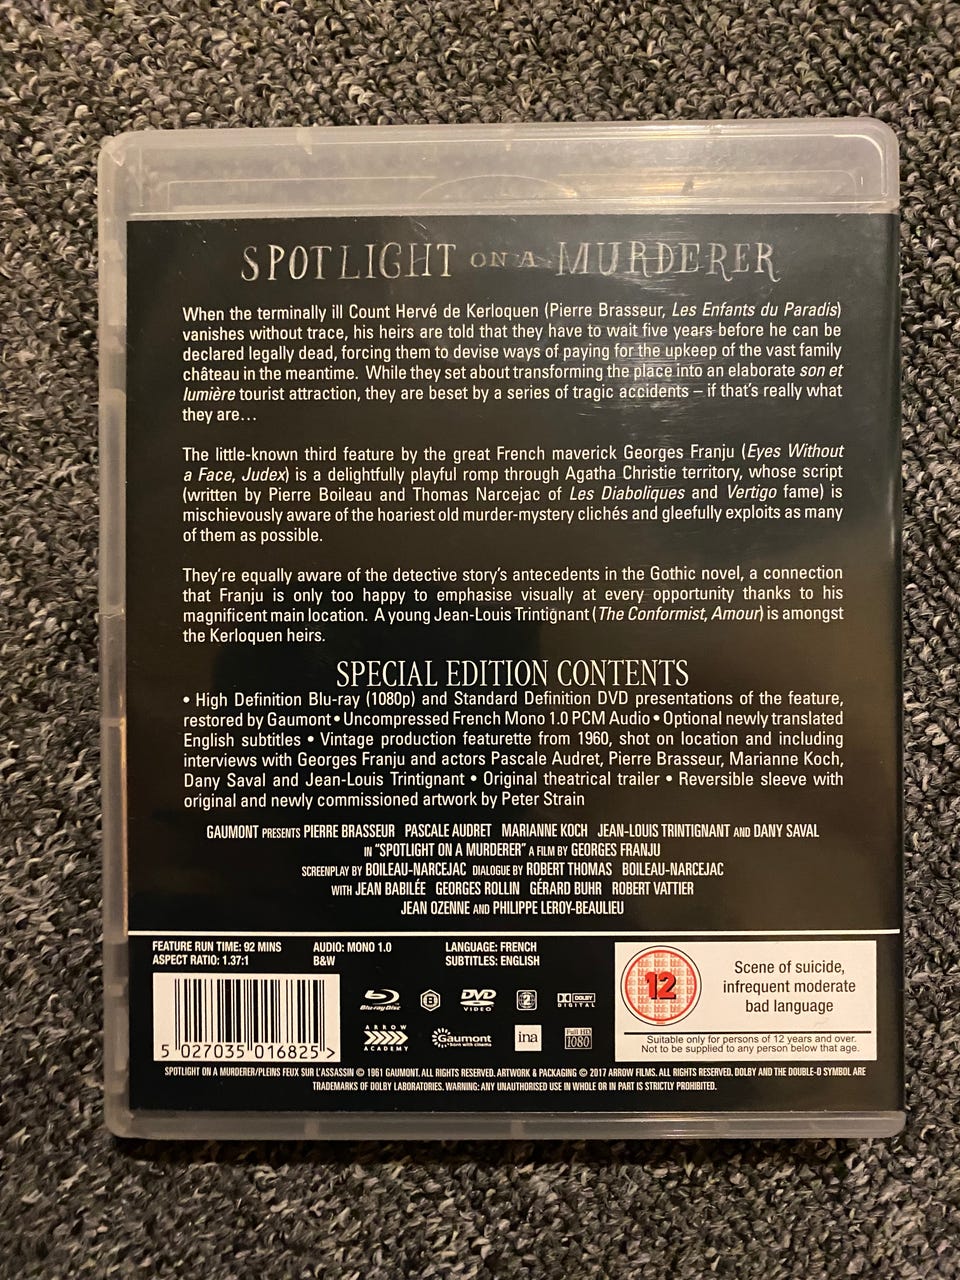 SPOTLIGHT ON A MURDERER
When the terminally ill Count Hervé de Kerloquen (Pierre Brasseur, Les Enfants du Paradis)
vanishes without trace, his heirs are told that they have to wait five years before he can be
declared legally dead, forcing them to devise ways of paying for the upkeep of the vast family
château in the meantime. While they set about transforming the place into an elaborate son et
lumière tourist attraction, they are beset by a series of tragic accidents – if that's really what
they are...
The little-known third feature by the great French maverick Georges Franju (Eyes Without
a Face, Judex) is a delightfully playful romp through Agatha Christie territory, whose script
(written by Pierre Boileau and Thomas Narcejac of Les Diaboliques and Vertigo fame) is
mischievously aware of the hoariest old murder-mystery clichés and gleefully exploits as many
of them as possible.
They're equally aware of the detective story's antecedents in the Gothic novel, a connection
that Franju is only too happy to emphasise visually at every opportunity thanks to his
magnificent main location. A young Jean-Louis Trintignant (The Conformist, Amour) is amongst
the Kerloquen heirs.
SPECIAL EDITION CONTENTS
• High Definition Blu-ray (1080p) and Standard Definition DVD presentations of the feature,
restored by Gaumont • Uncompressed French Mono 1.0 PCM Audio • Optional newly translated
English subtitles • Vintage production featurette from 1960, shot on location and including
interviews with Georges Franju and actors Pascale Audret, Pierre Brasseur, Marianne Koch,
Dany Saval and Jean-Louis Trintignant • Original theatrical trailer • Reversible sleeve with
original and newly commissioned artwork by Peter Strain
GAUMONT PRESENTS PIERRE BRASSEUR PASCALE AUDRET MARIANNE KOCH JEAN-LOUIS TRINTIGNANT AND DANY SAVAL
IN "SPOTLIGHT ON A MURDERER" A FILM BY GEORGES FRANJU
SCREENPLAY BY BOILEAU-NARCEJAC DIALOGUE BY ROBERT THOMAS BOILEAU-NARCEJAC
WITH JEAN BABILÉE GEORGES ROLLIN GÉRARD BUHR ROBERT VATTIER
JEAN OZENNE AND PHILIPPE LEROY-BEAULIEU
FEATURE RUN TIME: 92 MINS AUDIO: MONO 1.0 LANGUAGE: FRENCH
ASPECT RATIO: 1.37:1 B&W SUBTITLES: ENGLISH
12
Scene of suicide,
infrequent moderate
bad language
Suitable only for persons of 12 years and over.
Not to be supplied to any person below that age.
Blu-ray Disc B DVD VIDEO 2 DOLBY DIGITAL
ARROW ACADEMY Gaumont born with cinema ina Full HD 1080
5 027035 016825 >
SPOTLIGHT ON A MURDERER/PLEINS FEUX SUR L'ASSASSIN © 1961 GAUMONT. ALL RIGHTS RESERVED. ARTWORK & PACKAGING © 2017 ARROW FILMS. ALL RIGHTS RESERVED. DOLBY AND THE DOUBLE-D SYMBOL ARE
TRADEMARKS OF DOLBY LABORATORIES. WARNING: ANY UNAUTHORISED USE IN WHOLE OR IN PART IS STRICTLY PROHIBITED.